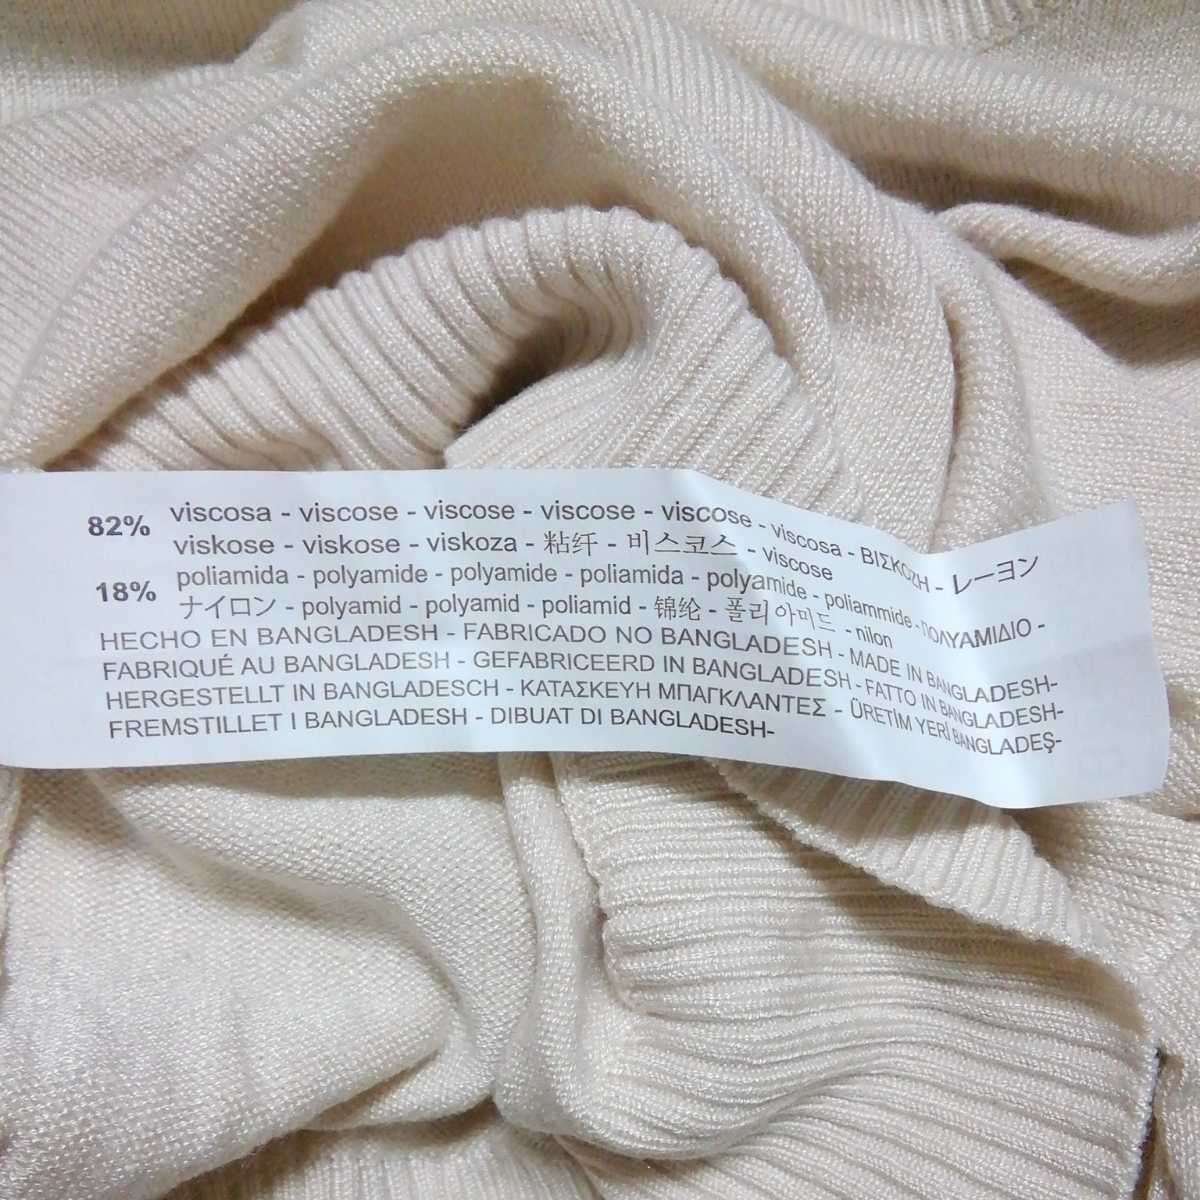 82% viscosa - viscose - viscose - viscose - viscose - viscosa - ΒΙΣΚΟΖΗ - レーヨン
viskose - viskose - viskoza - 粘纤 - 비스코스 - viscose
18% poliamida - polyamide - polyamide - poliamida - polyamide - poliammide - ΠΟΛΥΑΜΙΔΙΟ -
ナイロン - polyamid - polyamid - poliamid - 锦纶 - 폴리아미드 - nilon
HECHO EN BANGLADESH - FABRICADO NO BANGLADESH - MADE IN BANGLADESH-
FABRIQUÉ AU BANGLADESH - GEFABRICEERD IN BANGLADESH - FATTO IN BANGLADESH-
HERGESTELLT IN BANGLADESCH - ΚΑΤΑΣΚΕΥΗ ΜΠΑΓΚΛΑΝΤΕΣ - ÜRETİM YERİ BANGLADEŞ-
FREMSTILLET I BANGLADESH - DIBUAT DI BANGLADESH-